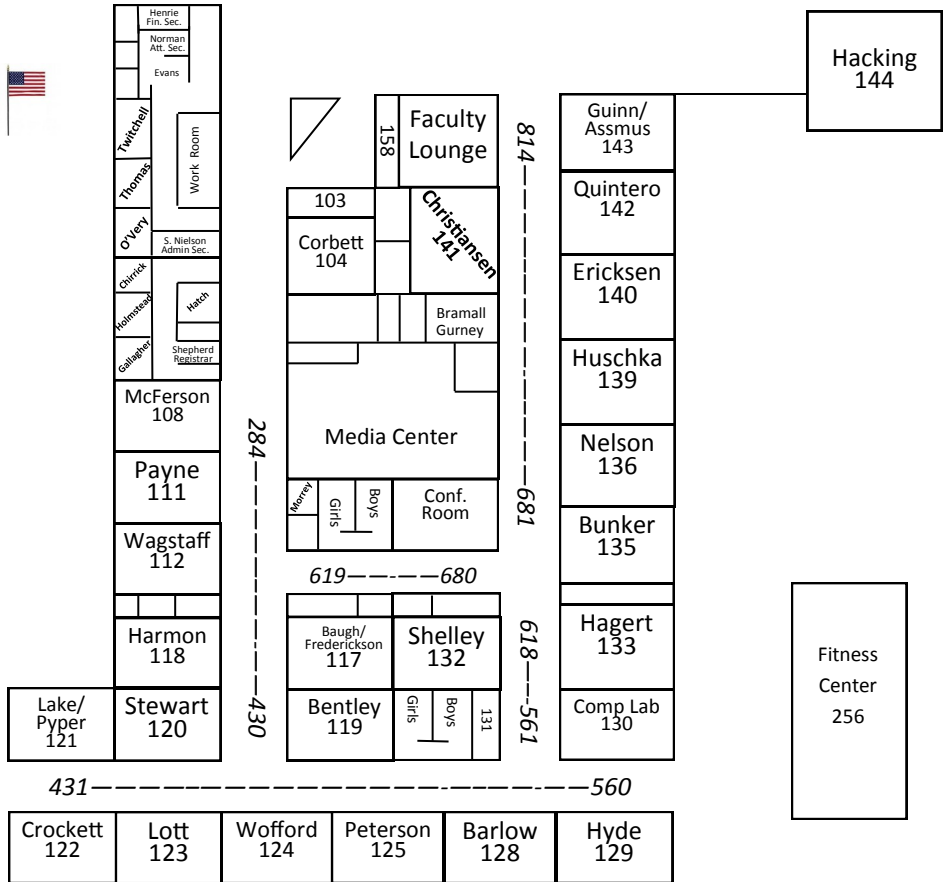 Henrie
Fin. Sec.
Norman
Att. Sec.
Evans
Twitchell
Thomas
O'Very
Work Room
S. Nielson
Admin Sec.
Chirrick
Holmstead
Gallagher
Hatch
Shepherd
Registrar
McFerson
108
Payne
111
Wagstaff
112
Harmon
118
Lake/
Pyper
121
Stewart
120
284
430
158
Faculty
Lounge
103
Corbett
104
Christiansen
141
Bramall
Gurney
Media Center
Morrey
Girls
Boys
Conf.
Room
619
680
Baugh/
Frederickson
117
Shelley
132
Bentley
119
Girls
Boys
131
814
681
618
561
Guinn/
Assmus
143
Quintero
142
Ericksen
140
Huschka
139
Nelson
136
Bunker
135
Hagert
133
Comp Lab
130
Hacking
144
Fitness
Center
256
431
560
Crockett
122
Lott
123
Wofford
124
Peterson
125
Barlow
128
Hyde
129